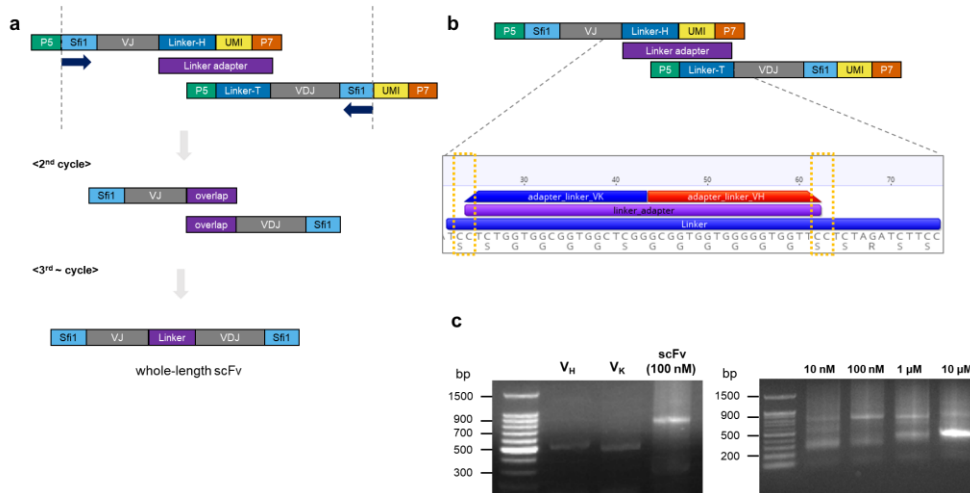 a
P5 Sfi1 VJ Linker-H UMI P7
Linker adapter
P5 Linker-T VDJ Sfi1 UMI P7
<2nd cycle>
Sfi1 VJ overlap
overlap VDJ Sfi1
<3rd ~ cycle>
Sfi1 VJ Linker VDJ Sfi1
whole-length scFv
b
P5 Sfi1 VJ Linker-H UMI P7
Linker adapter
P5 Linker-T VDJ Sfi1 UMI P7
30 40 50 60 70
adapter_linker_VK adapter_linker_VH
linker_adapter
Linker
ATCCTCTGGTGGCGGTGGCTCGGGCGGTGGTGGGGGTGGTTCCTCTAGATCTTCC
S S G G G G S G G G G G G S S R S S
c
bp VH VK scFv (100 nM)
1500
900
700
500
300
bp 10 nM 100 nM 1 µM 10 µM
1500
900
500
200